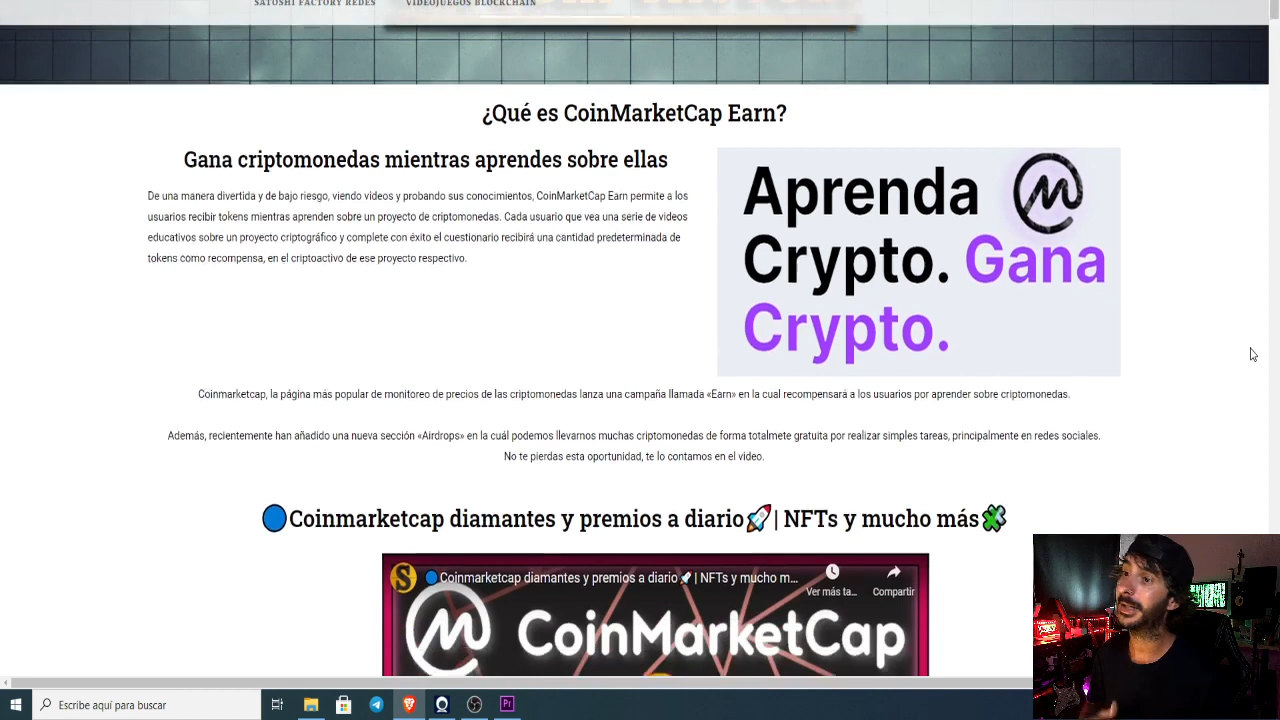 SATOSHI FACTORY REDES
VIDEOJUEGOS BLOCKCHAIN
¿Qué es CoinMarketCap Earn?
Gana criptomonedas mientras aprendes sobre ellas
De una manera divertida y de bajo riesgo, viendo videos y probando sus conocimientos, CoinMarketCap Earn permite a los
usuarios recibir tokens mientras aprenden sobre un proyecto de criptomonedas. Cada usuario que vea una serie de videos
educativos sobre un proyecto criptográfico y complete con éxito el cuestionario recibirá una cantidad predeterminada de
tokens como recompensa, en el criptoactivo de ese proyecto respectivo.
Aprenda
Crypto. Gana
Crypto.
Coinmarketcap, la página más popular de monitoreo de precios de las criptomonedas lanza una campaña llamada «Earn» en la cual recompensará a los usuarios por aprender sobre criptomonedas.
Además, recientemente han añadido una nueva sección «Airdrops» en la cuál podemos llevarnos muchas criptomonedas de forma totalmete gratuita por realizar simples tareas, principalmente en redes sociales.
No te pierdas esta oportunidad, te lo contamos en el video.
🔵Coinmarketcap diamantes y premios a diario🚀| NFTs y mucho más🧩
S 🔵Coinmarketcap diamantes y premios a diario🚀| NFTs y mucho m...
Ver más ta...
Compartir
CoinMarketCap
Escribe aquí para buscar
Pr